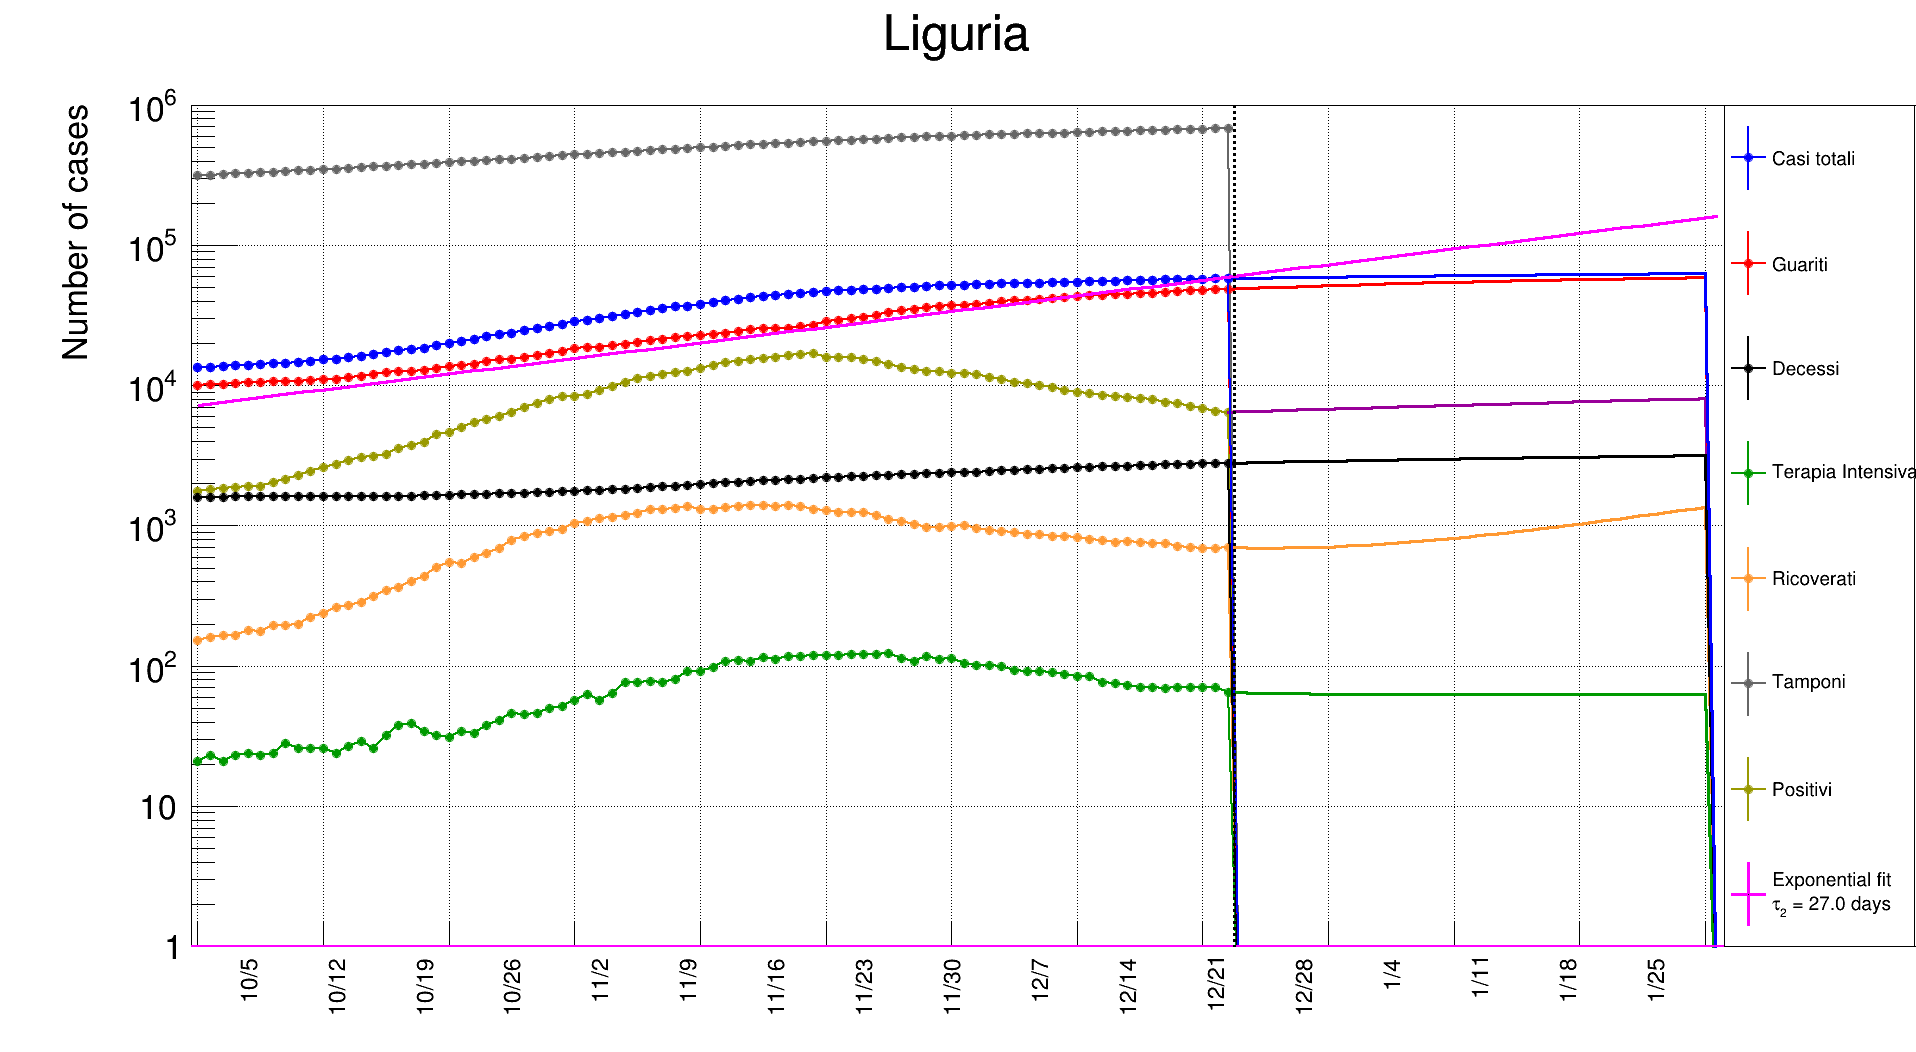 Liguria
Number of cases
10^6
10^5
10^4
10^3
10^2
10
1
10/5
10/12
10/19
10/26
11/2
11/9
11/16
11/23
11/30
12/7
12/14
12/21
12/28
1/4
1/11
1/18
1/25
Casi totali
Guariti
Decessi
Terapia Intensiva
Ricoverati
Tamponi
Positivi
Exponential fit
τ₂ = 27.0 days